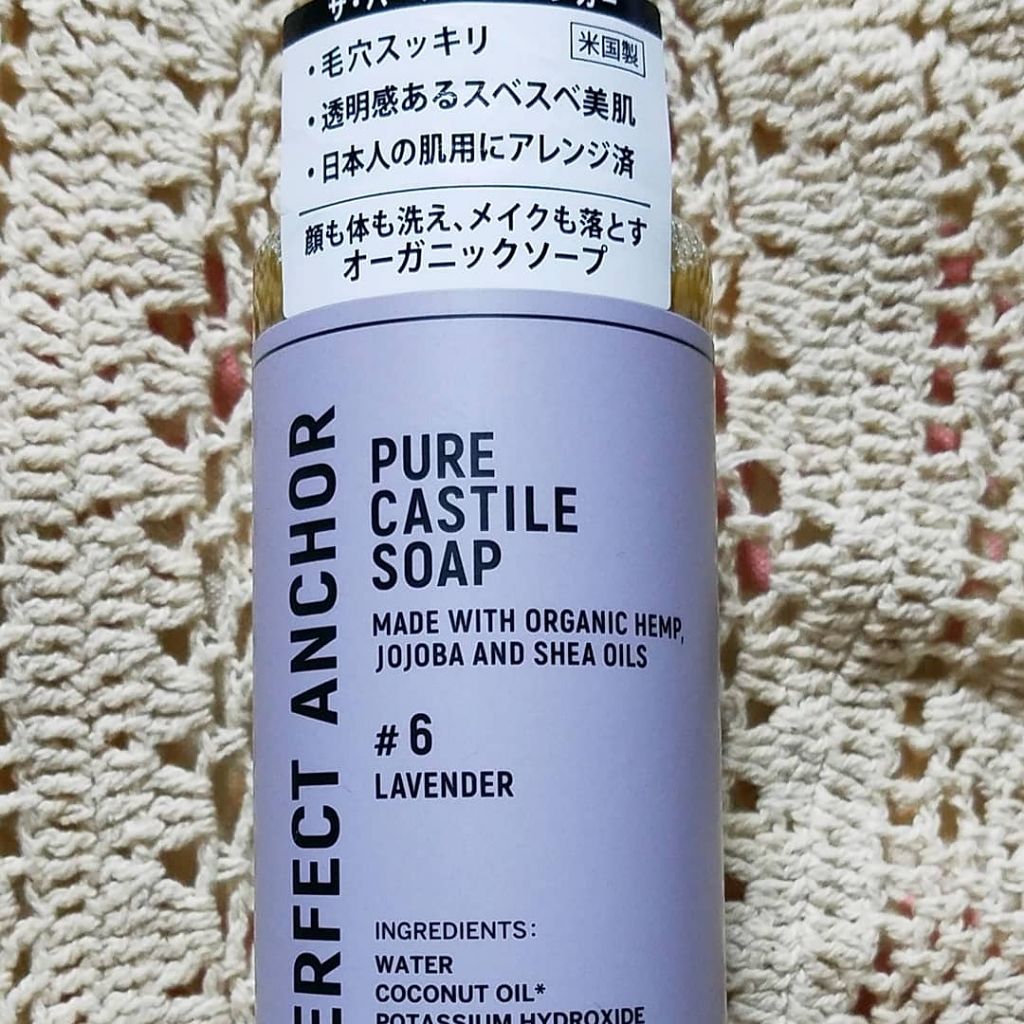 ・毛穴スッキリ
米国製
・透明感あるスベスベ美肌
・日本人の肌用にアレンジ済
顔も体も洗え、メイクも落とす
オーガニックソープ
ERFECT ANCHOR
PURE
CASTILE
SOAP
MADE WITH ORGANIC HEMP,
JOJOBA AND SHEA OILS
#6
LAVENDER
INGREDIENTS:
WATER
COCONUT OIL*
POTASSIUM HYDROXIDE